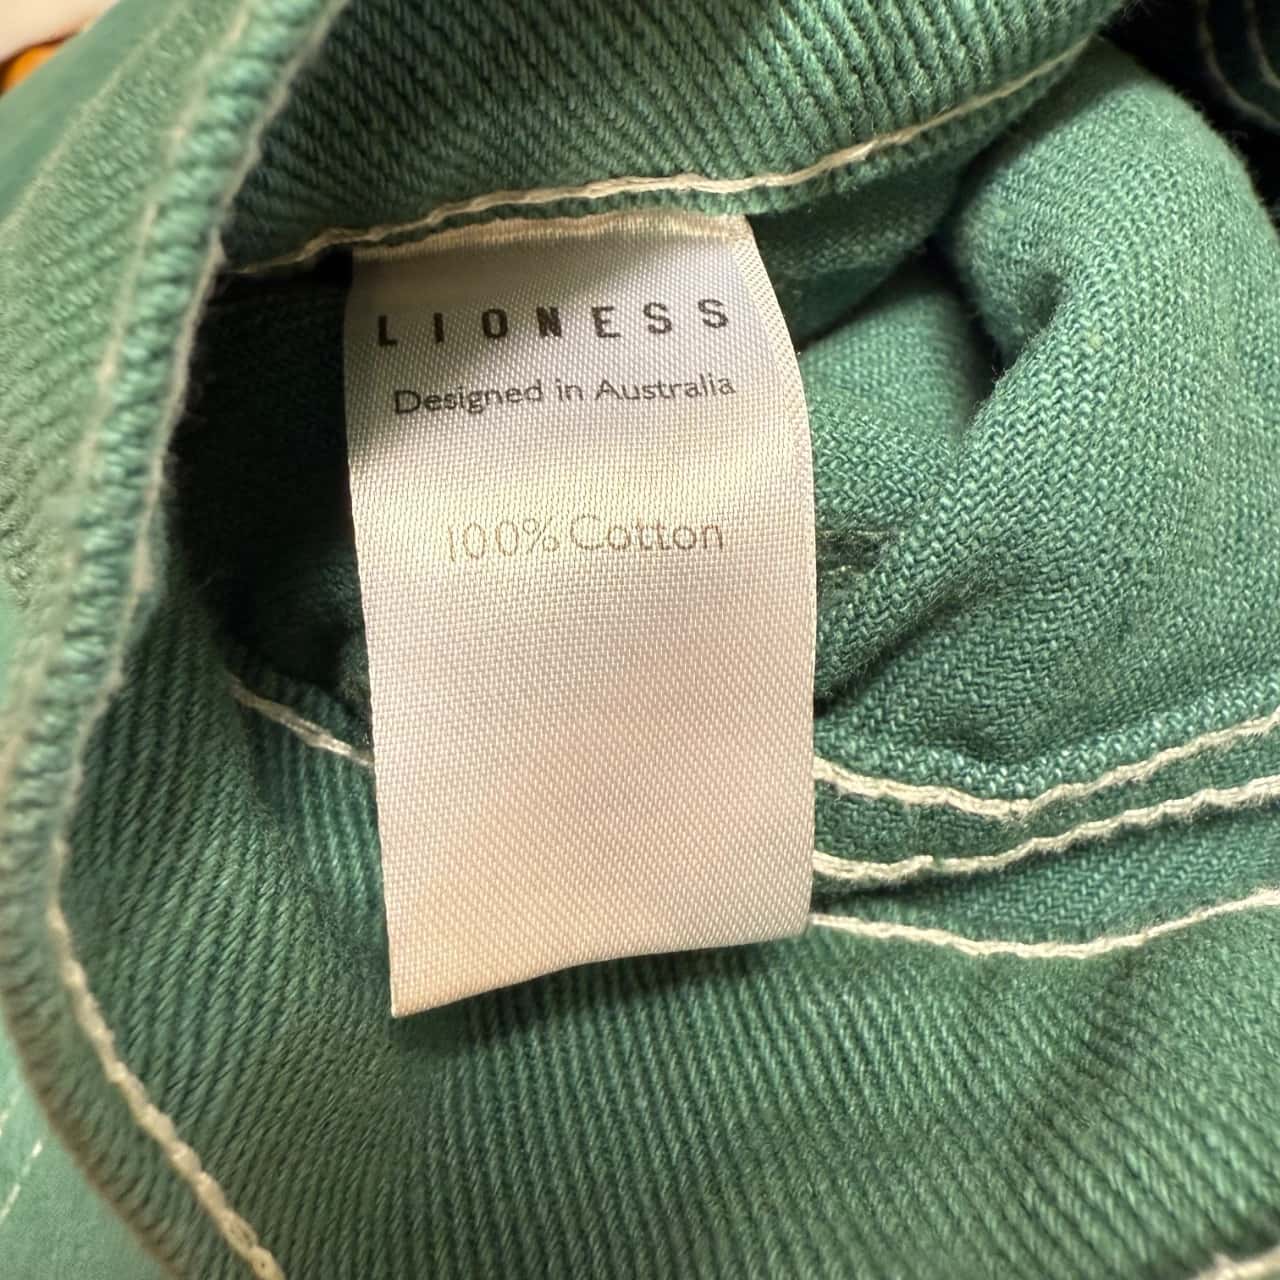 LIONESS
Designed in Australia
100% Cotton